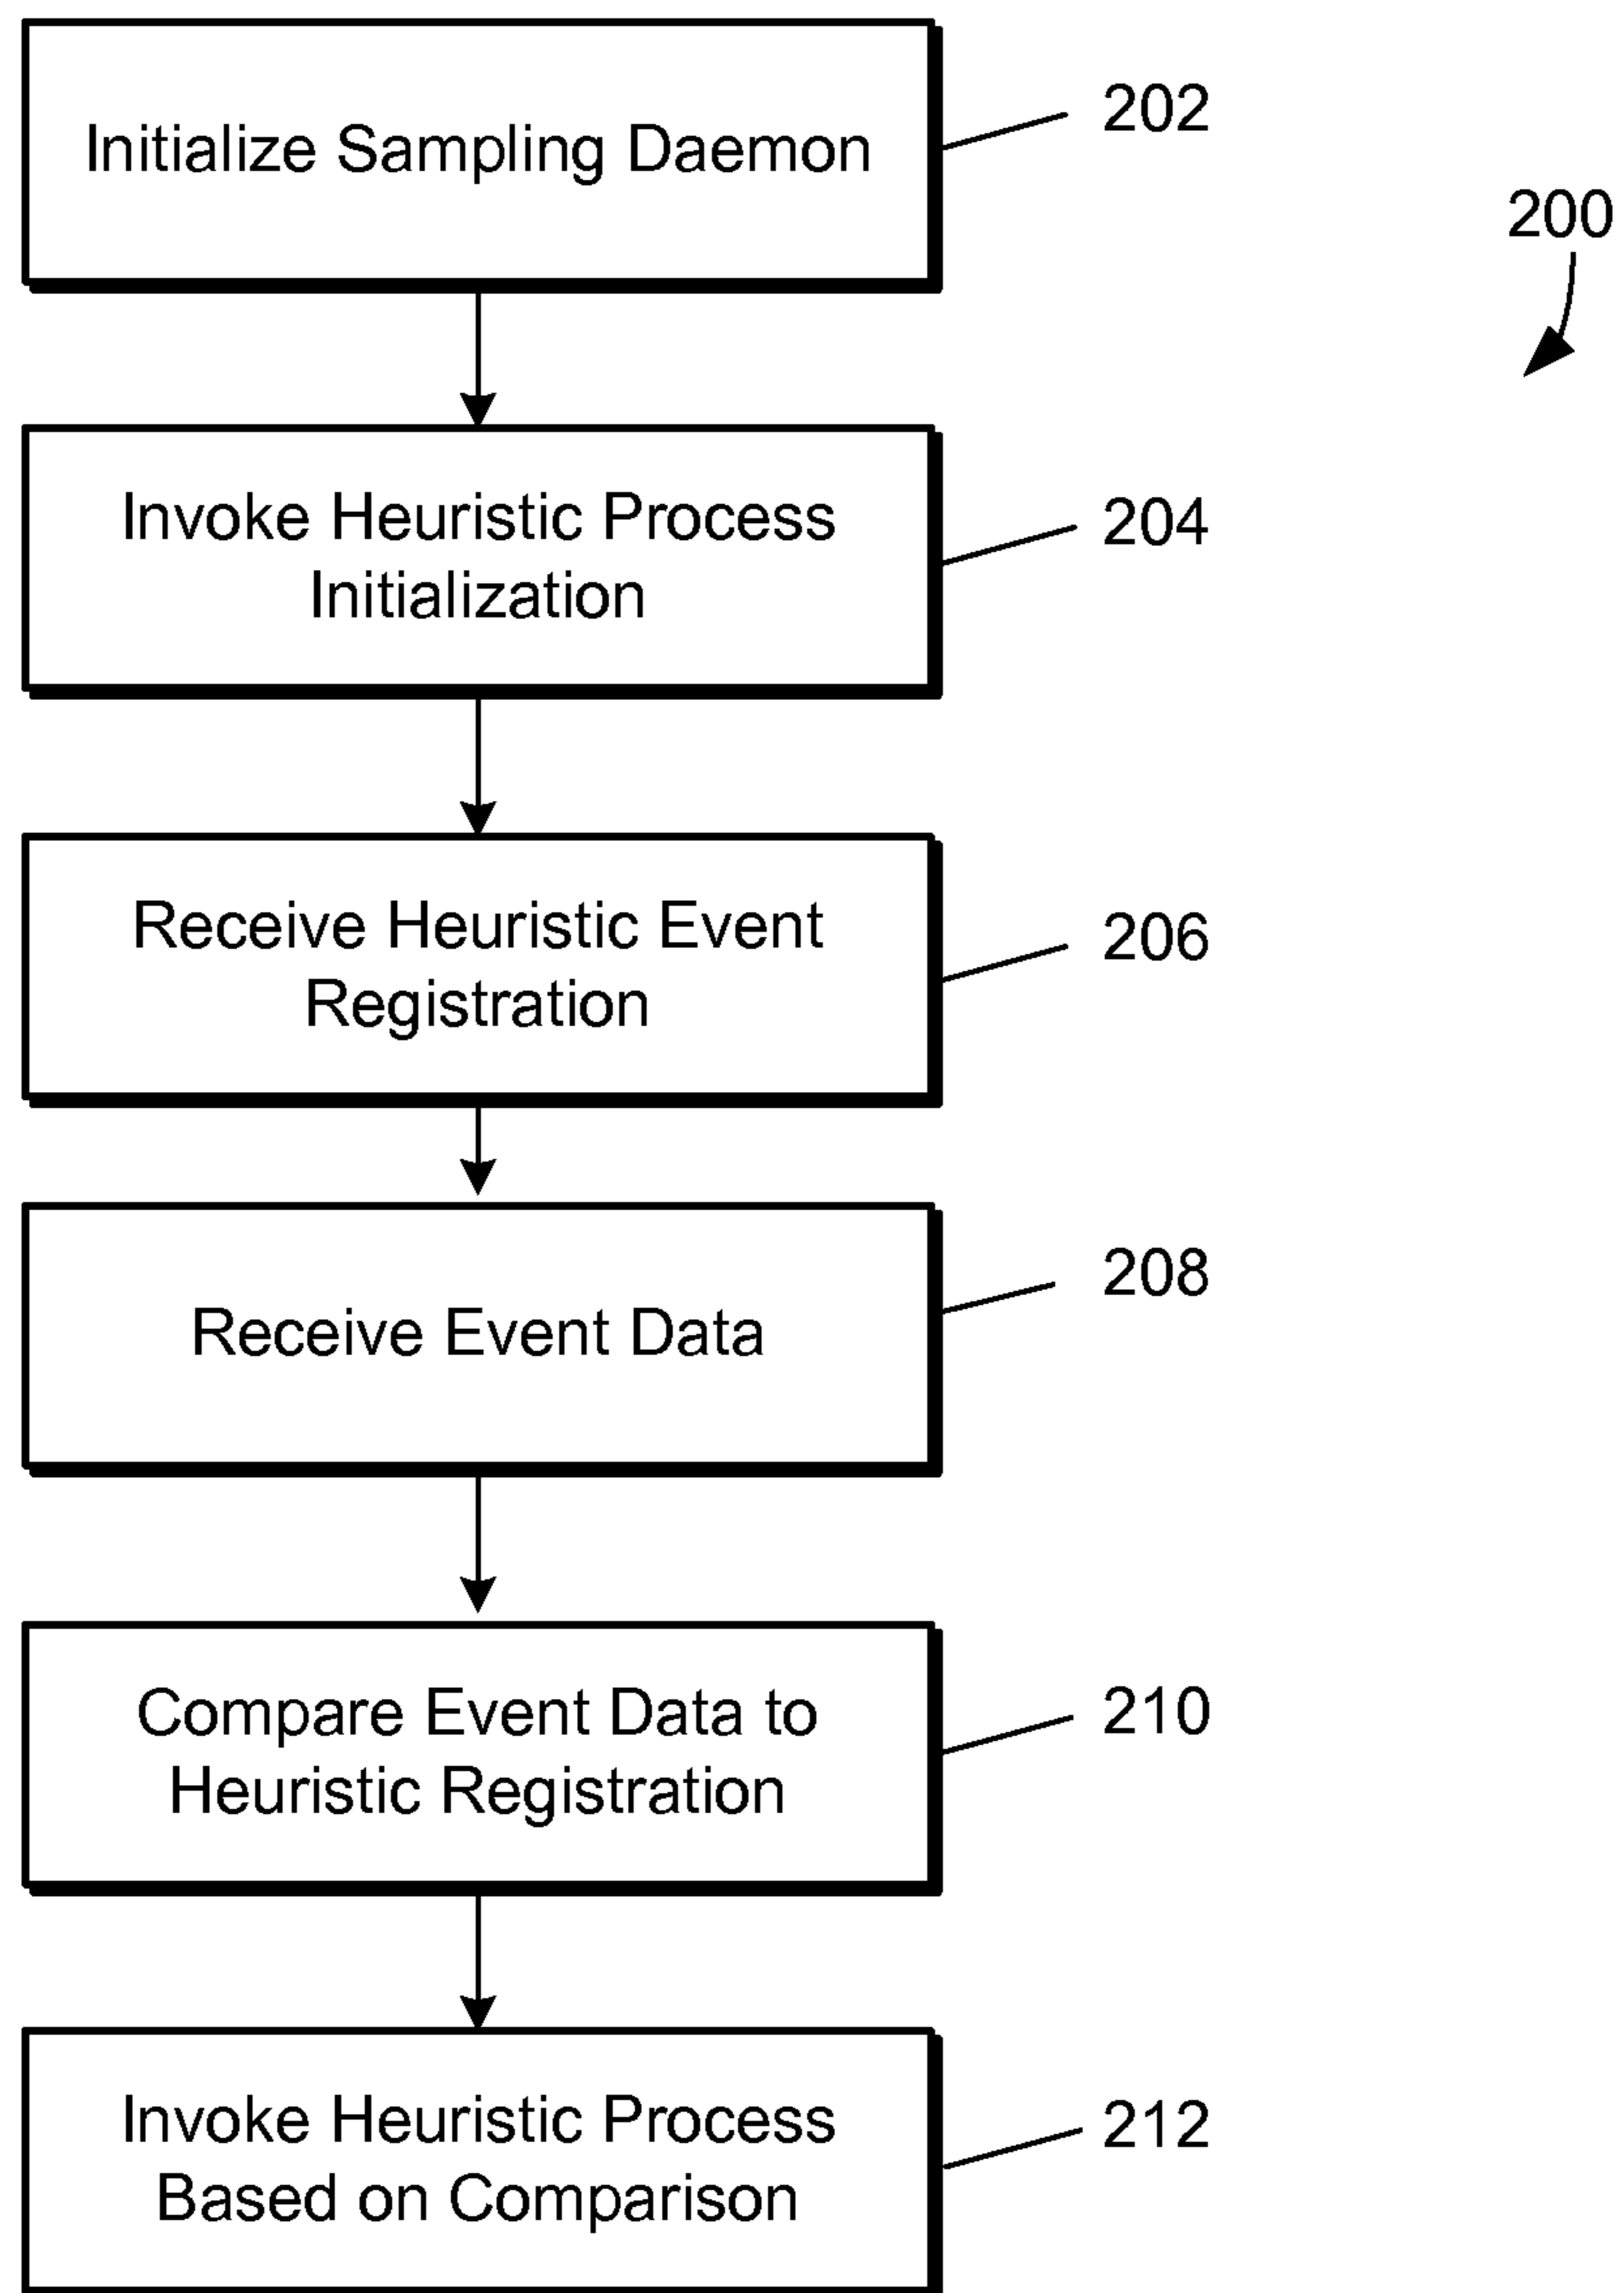 Initialize Sampling Daemon
202
200
Invoke Heuristic Process
Initialization
204
Receive Heuristic Event
Registration
206
Receive Event Data
208
Compare Event Data to
Heuristic Registration
210
Invoke Heuristic Process
Based on Comparison
212